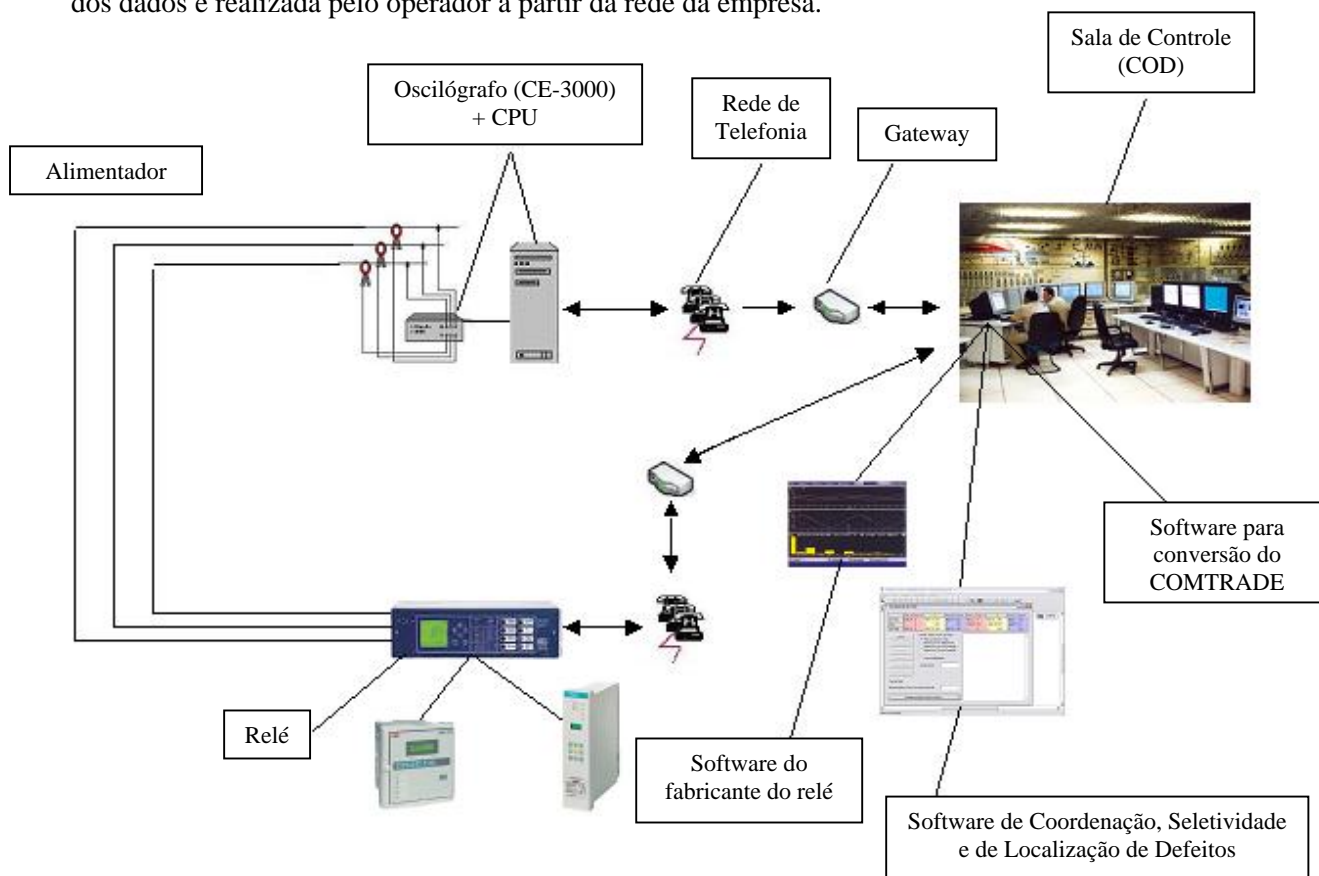 dos dados é realizada pelo operador a partir da rede da empresa.
Sala de Controle
(COD)
Oscilógrafo (CE-3000)
+ CPU
Rede de
Telefonia
Gateway
Alimentador
Software para
conversão do
COMTRADE
Relé
Software do
fabricante do relé
Software de Coordenação, Seletividade
e de Localização de Defeitos